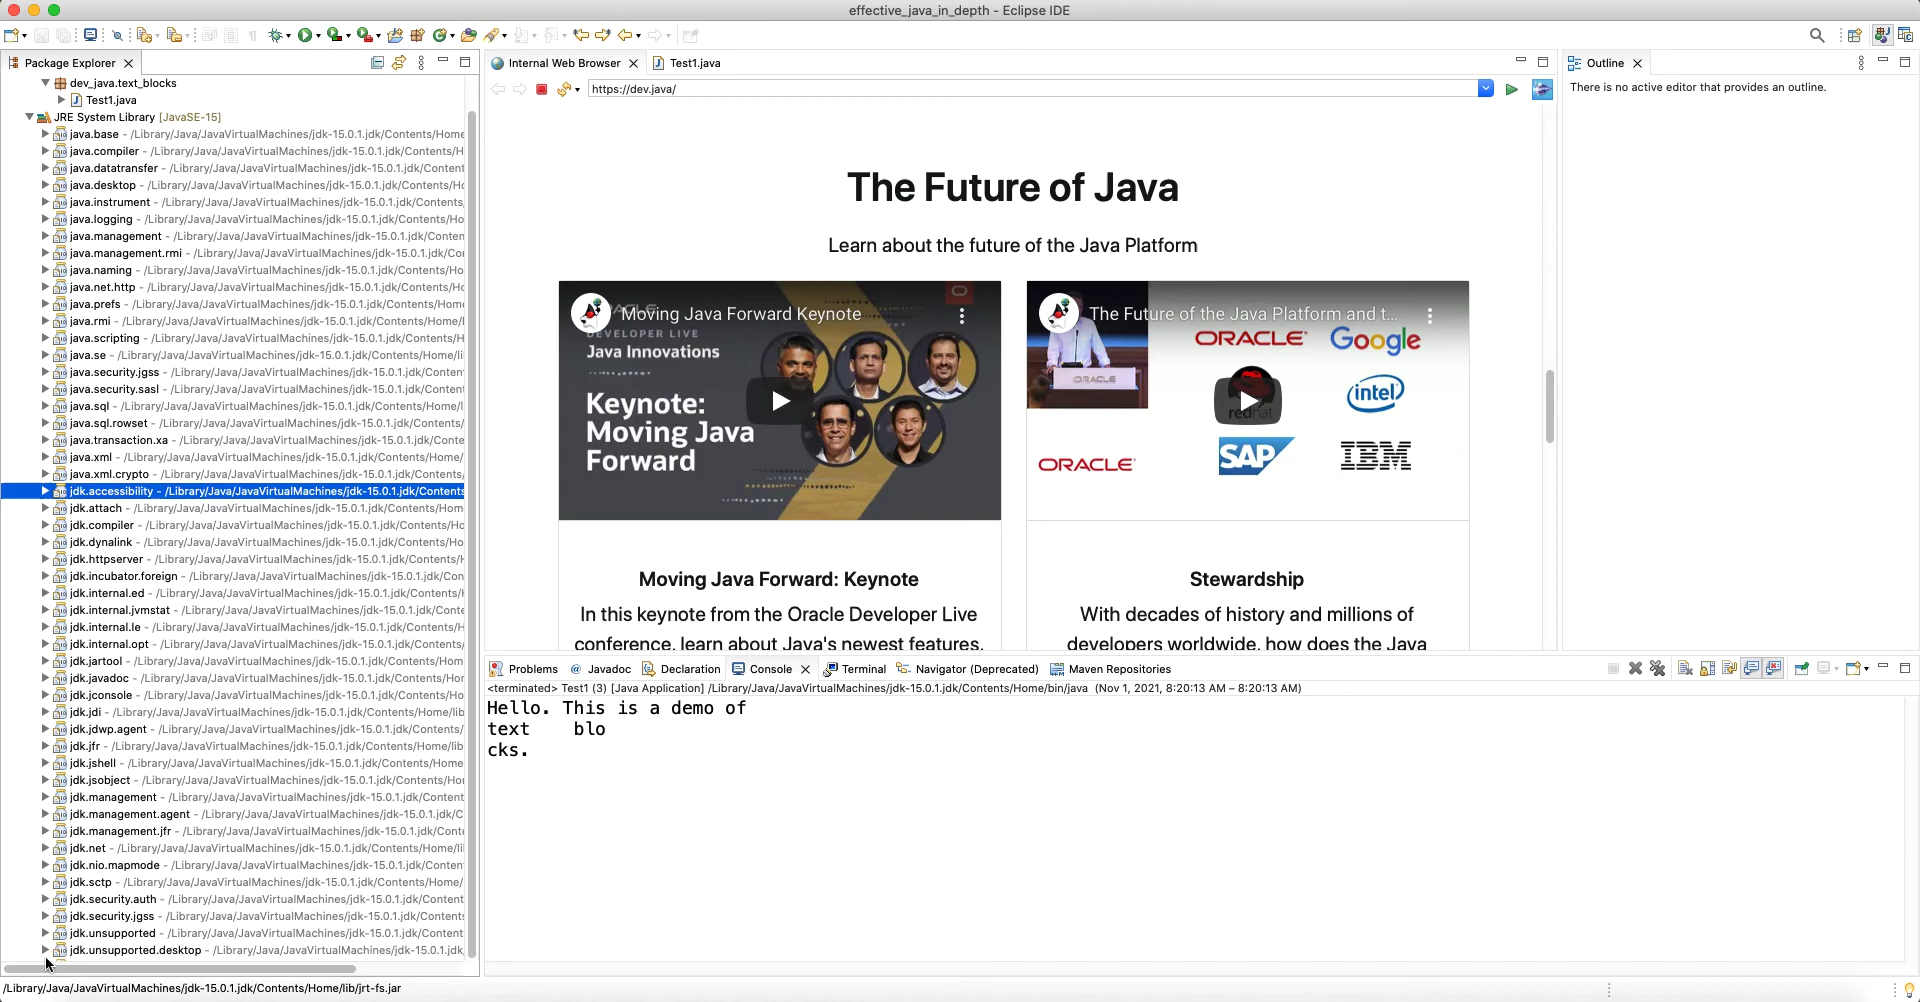 effective_java_in_depth - Eclipse IDE
Package Explorer
dev_java.text_blocks
Test1.java
JRE System Library [JavaSE-15]
java.base - /Library/Java/JavaVirtualMachines/jdk-15.0.1.jdk/Contents/Home
java.compiler - /Library/Java/JavaVirtualMachines/jdk-15.0.1.jdk/Contents/H
java.datatransfer - /Library/Java/JavaVirtualMachines/jdk-15.0.1.jdk/Content
java.desktop - /Library/Java/JavaVirtualMachines/jdk-15.0.1.jdk/Contents/Ho
java.instrument - /Library/Java/JavaVirtualMachines/jdk-15.0.1.jdk/Contents,
java.logging - /Library/Java/JavaVirtualMachines/jdk-15.0.1.jdk/Contents/Ho
java.management - /Library/Java/JavaVirtualMachines/jdk-15.0.1.jdk/Conten
java.management.rmi - /Library/Java/JavaVirtualMachines/jdk-15.0.1.jdk/Co
java.naming - /Library/Java/JavaVirtualMachines/jdk-15.0.1.jdk/Contents/Ho
java.net.http - /Library/Java/JavaVirtualMachines/jdk-15.0.1.jdk/Contents/Ho
java.prefs - /Library/Java/JavaVirtualMachines/jdk-15.0.1.jdk/Contents/Hom
java.rmi - /Library/Java/JavaVirtualMachines/jdk-15.0.1.jdk/Contents/Home/l
java.scripting - /Library/Java/JavaVirtualMachines/jdk-15.0.1.jdk/Contents/H
java.se - /Library/Java/JavaVirtualMachines/jdk-15.0.1.jdk/Contents/Home/li
java.security.jgss - /Library/Java/JavaVirtualMachines/jdk-15.0.1.jdk/Conten
java.security.sasl - /Library/Java/JavaVirtualMachines/jdk-15.0.1.jdk/Content
java.sql - /Library/Java/JavaVirtualMachines/jdk-15.0.1.jdk/Contents/Home/l
java.sql.rowset - /Library/Java/JavaVirtualMachines/jdk-15.0.1.jdk/Contents/
java.transaction.xa - /Library/Java/JavaVirtualMachines/jdk-15.0.1.jdk/Conte
java.xml - /Library/Java/JavaVirtualMachines/jdk-15.0.1.jdk/Contents/Home/
java.xml.crypto - /Library/Java/JavaVirtualMachines/jdk-15.0.1.jdk/Contents,
jdk.accessibility - /Library/Java/JavaVirtualMachines/jdk-15.0.1.jdk/Contents
jdk.attach - /Library/Java/JavaVirtualMachines/jdk-15.0.1.jdk/Contents/Hom
jdk.compiler - /Library/Java/JavaVirtualMachines/jdk-15.0.1.jdk/Contents/Ho
jdk.dynalink - /Library/Java/JavaVirtualMachines/jdk-15.0.1.jdk/Contents/Ho
jdk.httpserver - /Library/Java/JavaVirtualMachines/jdk-15.0.1.jdk/Contents/H
jdk.incubator.foreign - /Library/Java/JavaVirtualMachines/jdk-15.0.1.jdk/Con
jdk.internal.ed - /Library/Java/JavaVirtualMachines/jdk-15.0.1.jdk/Contents/
jdk.internal.jvmstat - /Library/Java/JavaVirtualMachines/jdk-15.0.1.jdk/Conte
jdk.internal.le - /Library/Java/JavaVirtualMachines/jdk-15.0.1.jdk/Contents/H
jdk.internal.opt - /Library/Java/JavaVirtualMachines/jdk-15.0.1.jdk/Contents/
jdk.jartool - /Library/Java/JavaVirtualMachines/jdk-15.0.1.jdk/Contents/Hom
jdk.javadoc - /Library/Java/JavaVirtualMachines/jdk-15.0.1.jdk/Contents/Ho
jdk.jconsole - /Library/Java/JavaVirtualMachines/jdk-15.0.1.jdk/Contents/Ho
jdk.jdi - /Library/Java/JavaVirtualMachines/jdk-15.0.1.jdk/Contents/Home/lib
jdk.jdwp.agent - /Library/Java/JavaVirtualMachines/jdk-15.0.1.jdk/Contents/
jdk.jfr - /Library/Java/JavaVirtualMachines/jdk-15.0.1.jdk/Contents/Home/lib
jdk.jshell - /Library/Java/JavaVirtualMachines/jdk-15.0.1.jdk/Contents/Home
jdk.jsobject - /Library/Java/JavaVirtualMachines/jdk-15.0.1.jdk/Contents/Ho
jdk.management - /Library/Java/JavaVirtualMachines/jdk-15.0.1.jdk/Content
jdk.management.agent - /Library/Java/JavaVirtualMachines/jdk-15.0.1.jdk/C
jdk.management.jfr - /Library/Java/JavaVirtualMachines/jdk-15.0.1.jdk/Conte
jdk.net - /Library/Java/JavaVirtualMachines/jdk-15.0.1.jdk/Contents/Home/li
jdk.nio.mapmode - /Library/Java/JavaVirtualMachines/jdk-15.0.1.jdk/Conten
jdk.sctp - /Library/Java/JavaVirtualMachines/jdk-15.0.1.jdk/Contents/Home/
jdk.security.auth - /Library/Java/JavaVirtualMachines/jdk-15.0.1.jdk/Content
jdk.security.jgss - /Library/Java/JavaVirtualMachines/jdk-15.0.1.jdk/Contents
jdk.unsupported - /Library/Java/JavaVirtualMachines/jdk-15.0.1.jdk/Content
jdk.unsupported.desktop - /Library/Java/JavaVirtualMachines/jdk-15.0.1.jdk
Internal Web Browser
Test1.java
https://dev.java/
The Future of Java
Learn about the future of the Java Platform
Moving Java Forward Keynote
DEVELOPER LIVE
Java Innovations
Keynote:
Moving Java
Forward
The Future of the Java Platform and t...
ORACLE
Google
ORACLE
redhat
intel
ORACLE
SAP
IBM
Moving Java Forward: Keynote
In this keynote from the Oracle Developer Live
conference, learn about Java's newest features,
Stewardship
With decades of history and millions of
developers worldwide, how does the Java
Outline
There is no active editor that provides an outline.
Problems
Javadoc
Declaration
Console
Terminal
Navigator (Deprecated)
Maven Repositories
<terminated> Test1 (3) [Java Application] /Library/Java/JavaVirtualMachines/jdk-15.0.1.jdk/Contents/Home/bin/java (Nov 1, 2021, 8:20:13 AM – 8:20:13 AM)
Hello. This is a demo of
text    blo
cks.
/Library/Java/JavaVirtualMachines/jdk-15.0.1.jdk/Contents/Home/lib/jrt-fs.jar